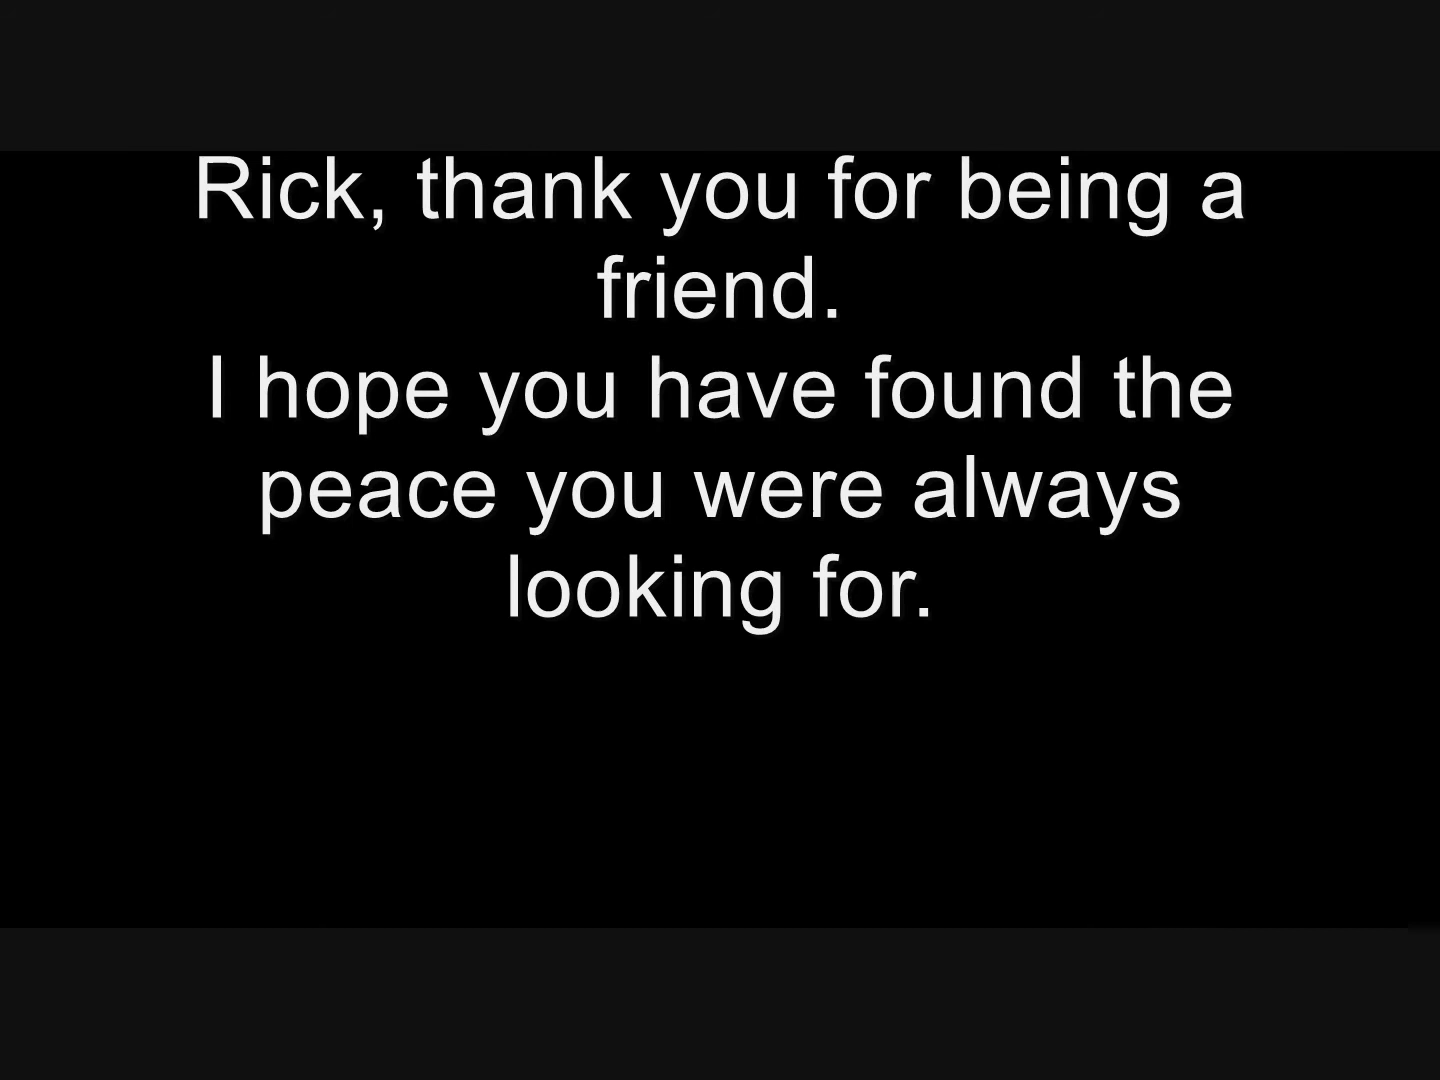 Rick, thank you for being a
friend.
I hope you have found the
peace you were always
looking for.